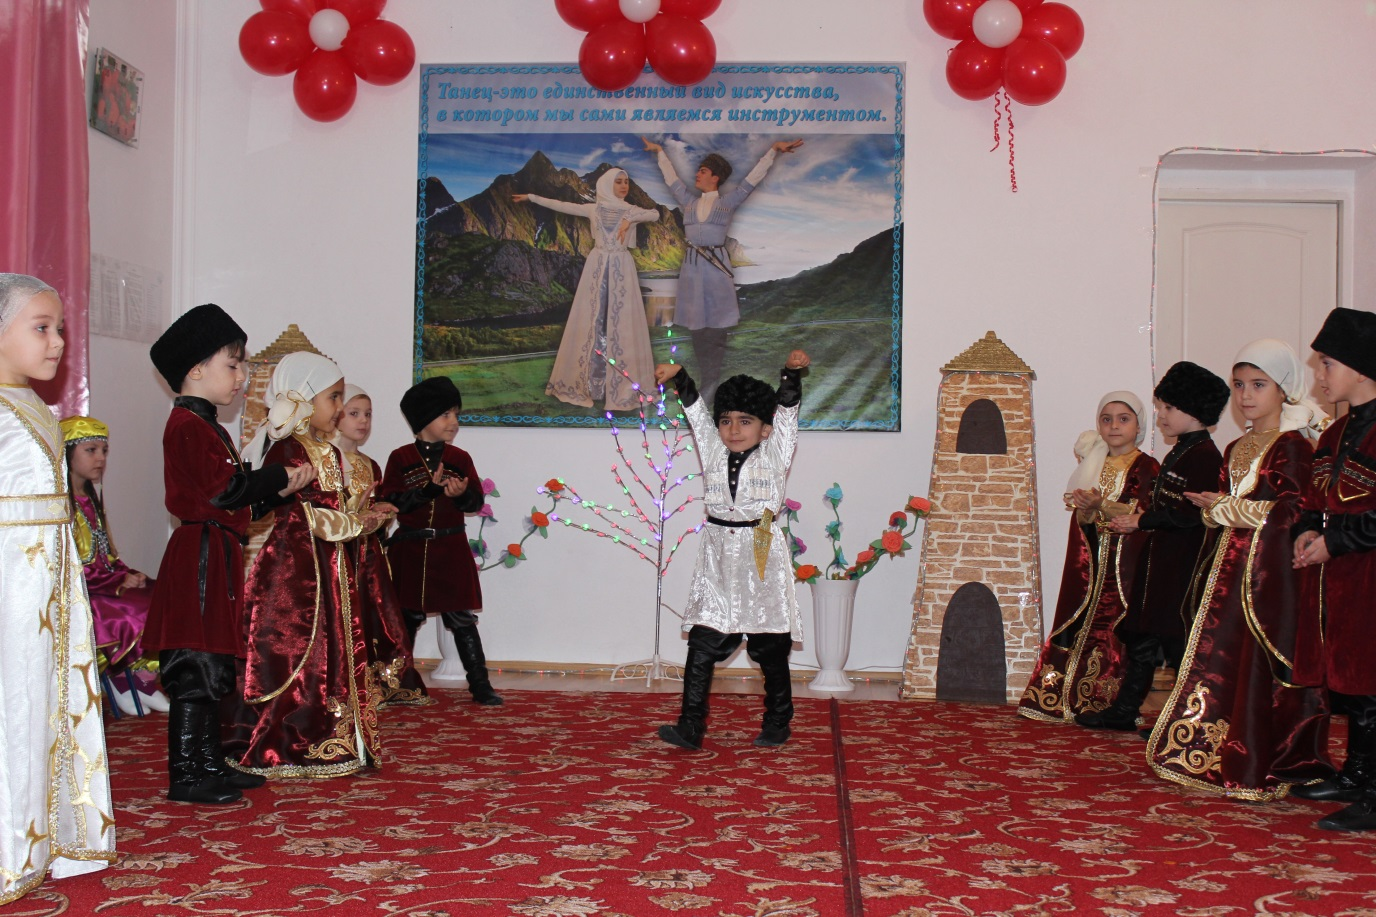 Танец-это единственный вид искусства,
в котором мы сами являемся инструментом.